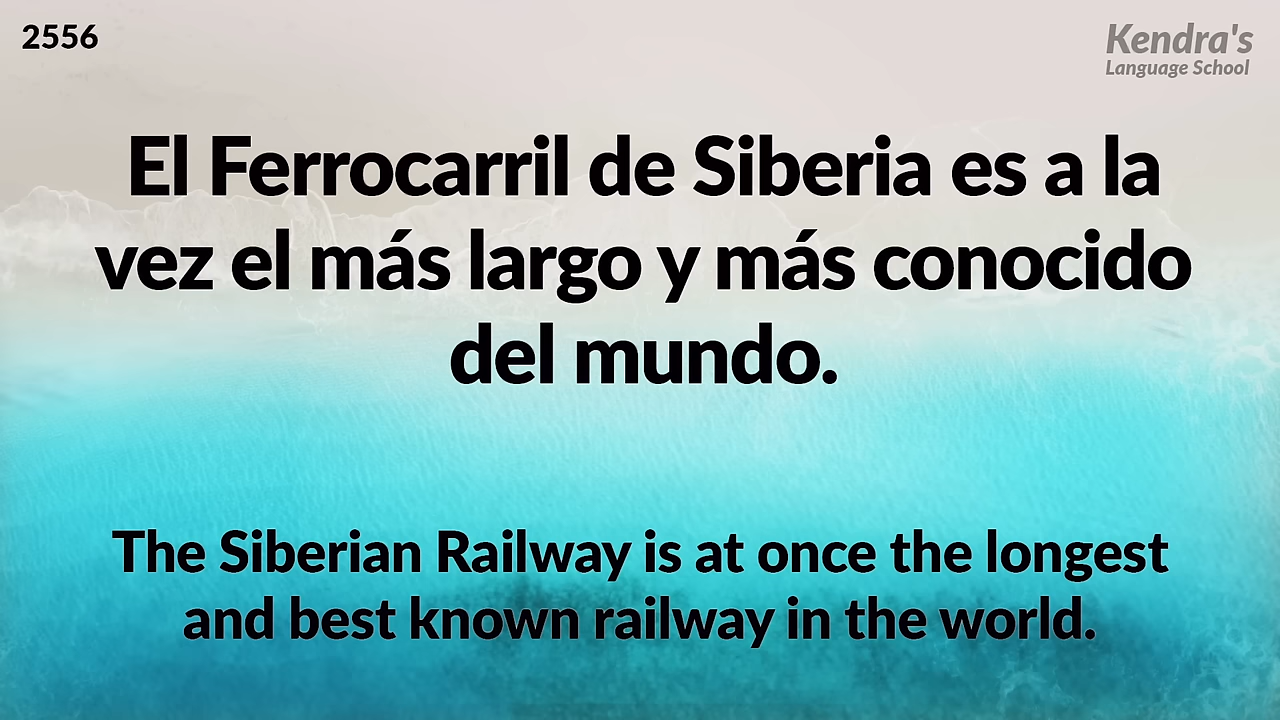 2556
Kendra's
Language School
El Ferrocarril de Siberia es a la
vez el más largo y más conocido
del mundo.
The Siberian Railway is at once the longest
and best known railway in the world.